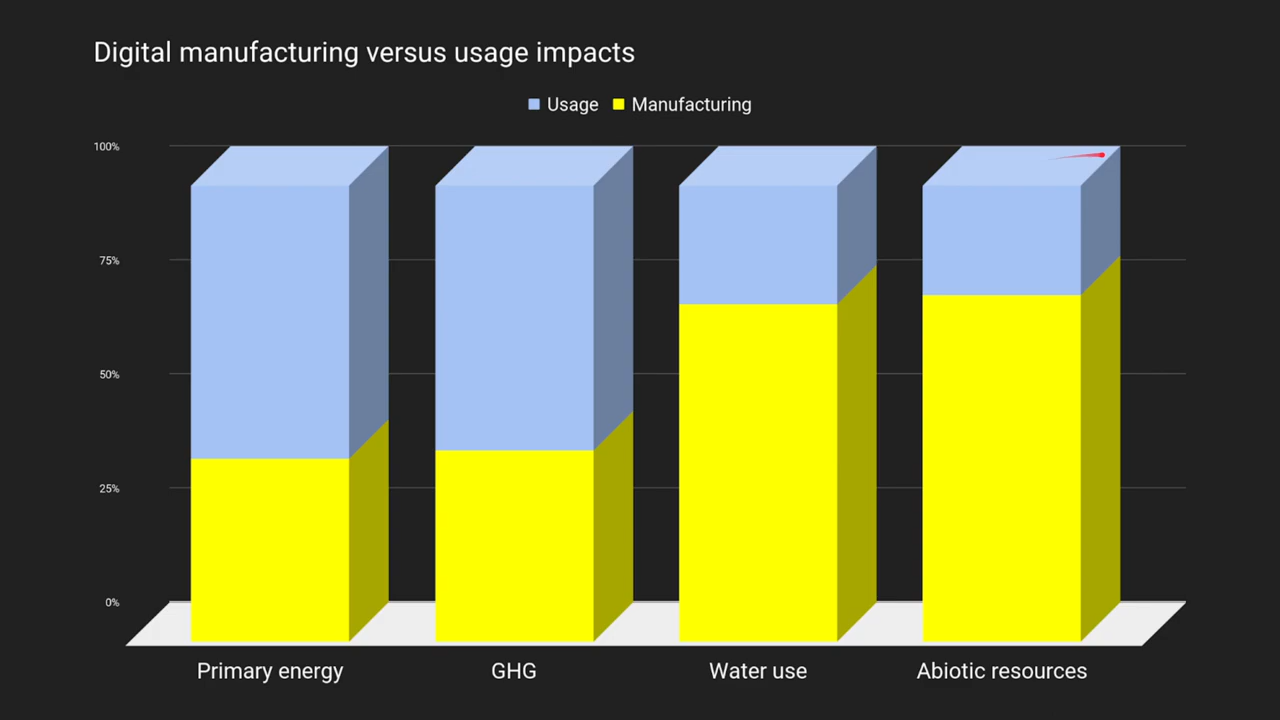 Digital manufacturing versus usage impacts
Usage Manufacturing
100%
75%
50%
25%
0%
Primary energy GHG Water use Abiotic resources